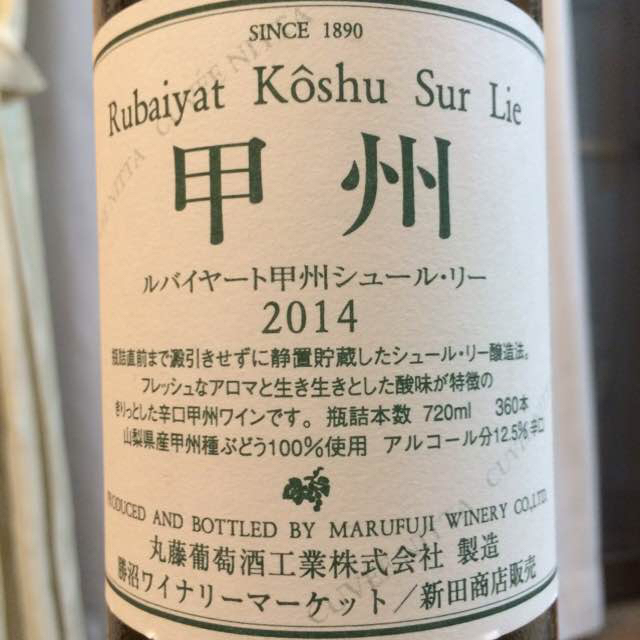 SINCE 1890
Rubaiyat Kôshu Sur Lie
甲州
ルバイヤート甲州シュール・リー
2014
瓶詰直前まで澱引きせずに静置貯蔵したシュール・リー醸造法。
フレッシュなアロマと生き生きとした酸味が特徴の
きりっとした辛口甲州ワインです。 瓶詰本数 720ml 360本
山梨県産甲州種ぶどう100%使用 アルコール分12.5% 辛口
PRODUCED AND BOTTLED BY MARUFUJI WINERY CO.,LTD.
丸藤葡萄酒工業株式会社 製造
勝沼ワイナリーマーケット/新田商店販売
CUVÉE NITTA
CUVÉE NITTA
CUVÉE NITTA